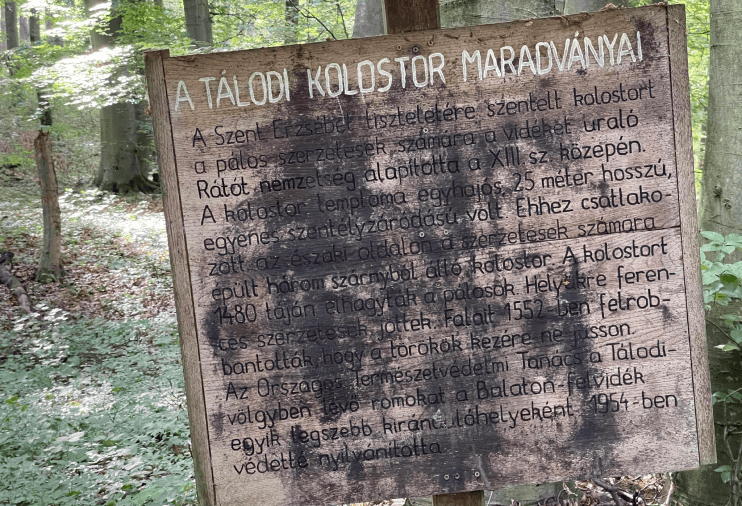 A TÁLODI KOLOSTOR MARADVÁNYAI
A Szent Erzsébet tiszteletére szentelt kolostort
a pálos szerzetesek számára a vidéket uraló
Rátót nemzetség alapította a XIII sz. közepén.
A kolostor temploma egyhajós, 25 méter hosszú,
egyenes szentélyzáródású volt. Ehhez csatlako-
zott az északi oldalon a szerzetesek számára
épült három szárnyból álló kolostor. A kolostort
1480 táján elhagyták a pálosok. Helyükre feren-
ces szerzetesek jöttek. Falait 1552-ben felrob-
bantották, hogy a törökök kezére ne jusson.
Az Országos Természetvédelmi Tanács a Tálodi-
völgyben lévő romokat a Balaton-felvidék
egyik legszebb kirándulóhelyeként 1954-ben
védetté nyilvánította.